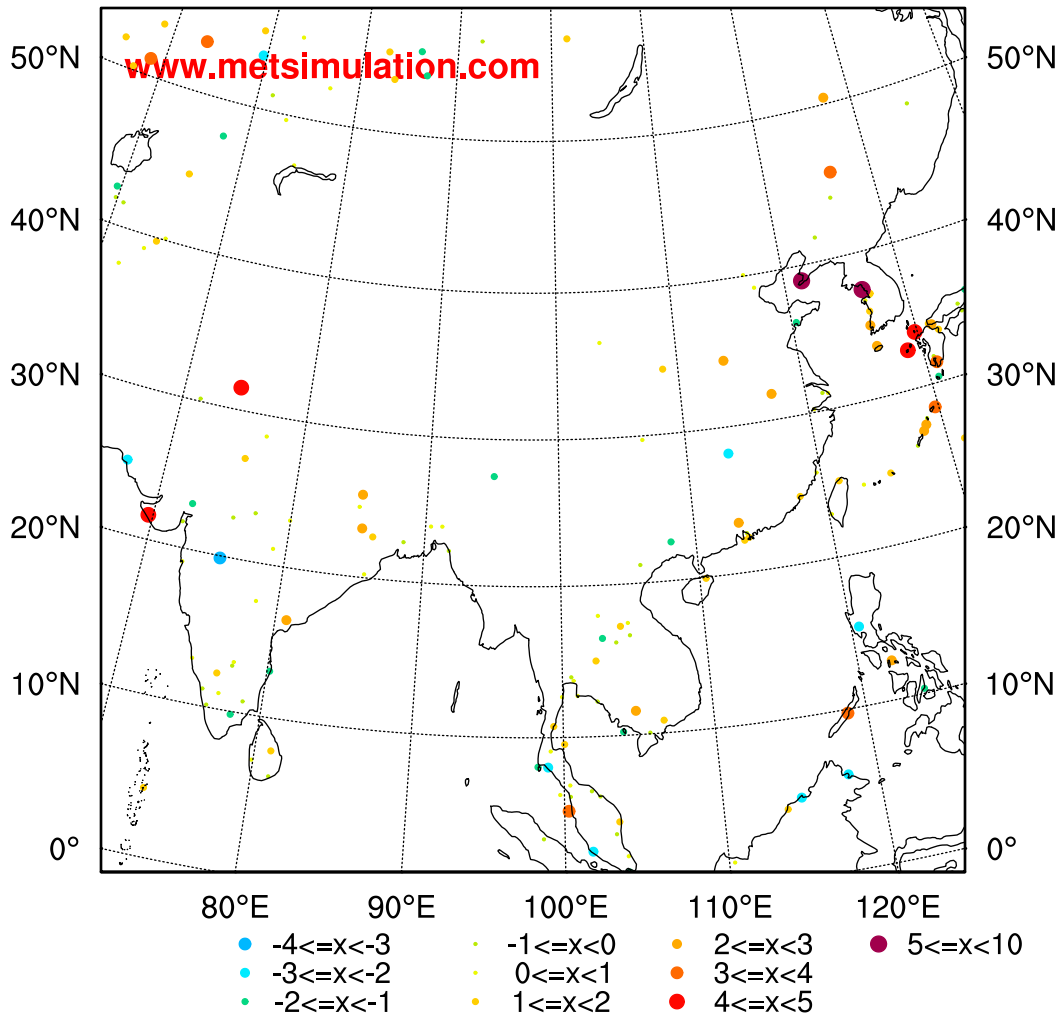 50°N 50°N
www.metsimulation.com
40°N 40°N
30°N 30°N
20°N 20°N
10°N 10°N
0° 0°
80°E 90°E 100°E 110°E 120°E
-4<=x<-3 -1<=x<0 2<=x<3 5<=x<10
-3<=x<-2 0<=x<1 3<=x<4
-2<=x<-1 1<=x<2 4<=x<5